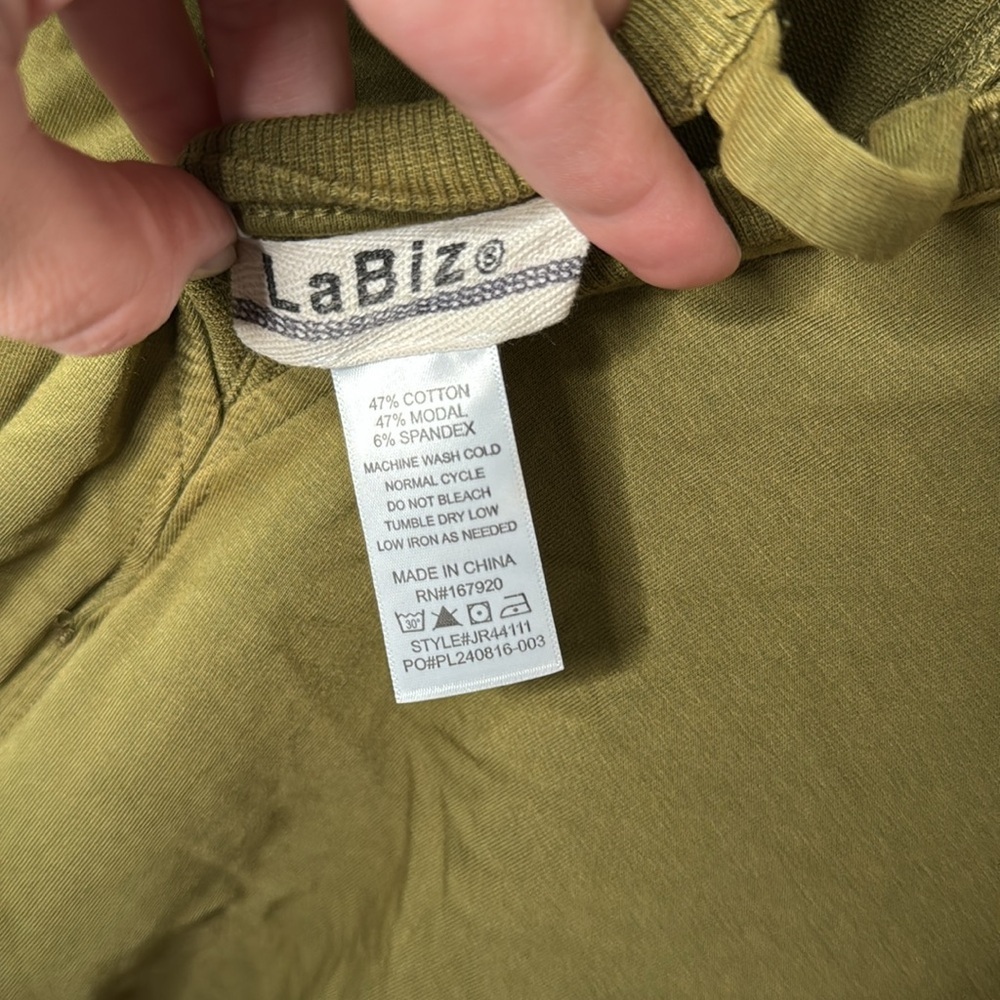 LaBiz®
47% COTTON
47% MODAL
6% SPANDEX
MACHINE WASH COLD
NORMAL CYCLE
DO NOT BLEACH
TUMBLE DRY LOW
LOW IRON AS NEEDED
MADE IN CHINA
RN#167920
30°
STYLE#JR44111
PO#PL240816-003